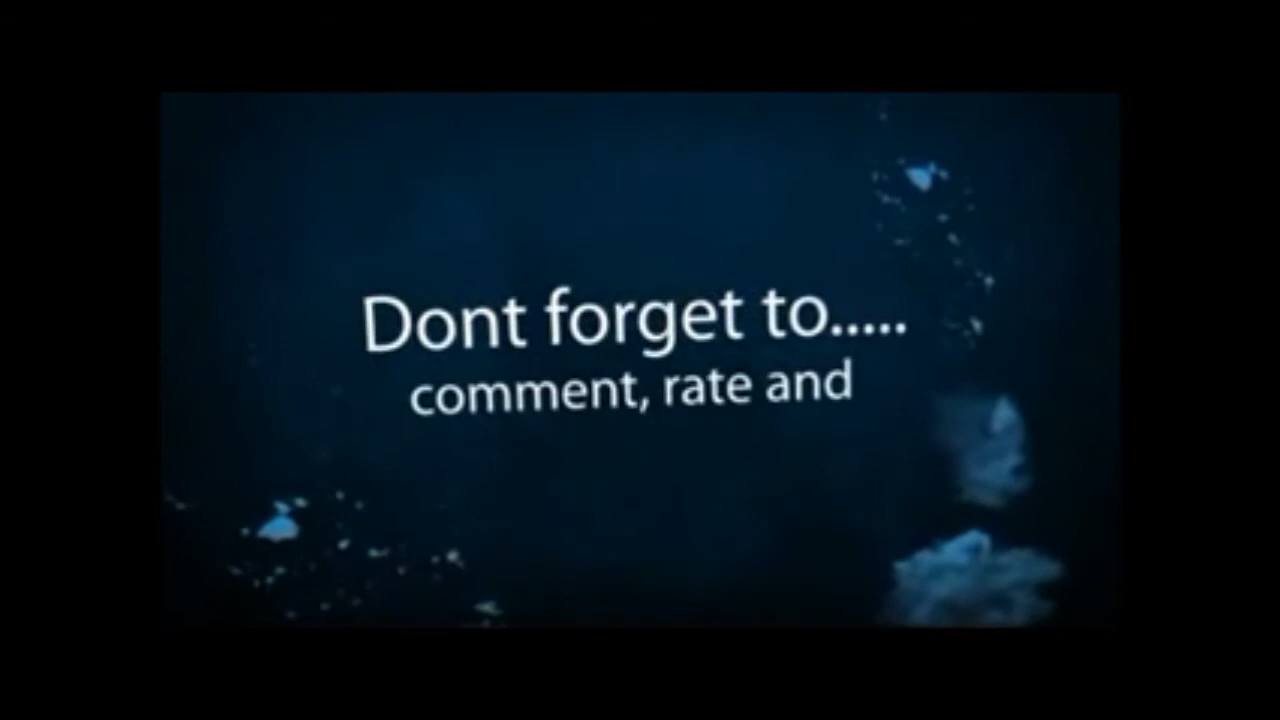 Dont forget to.....
comment, rate and